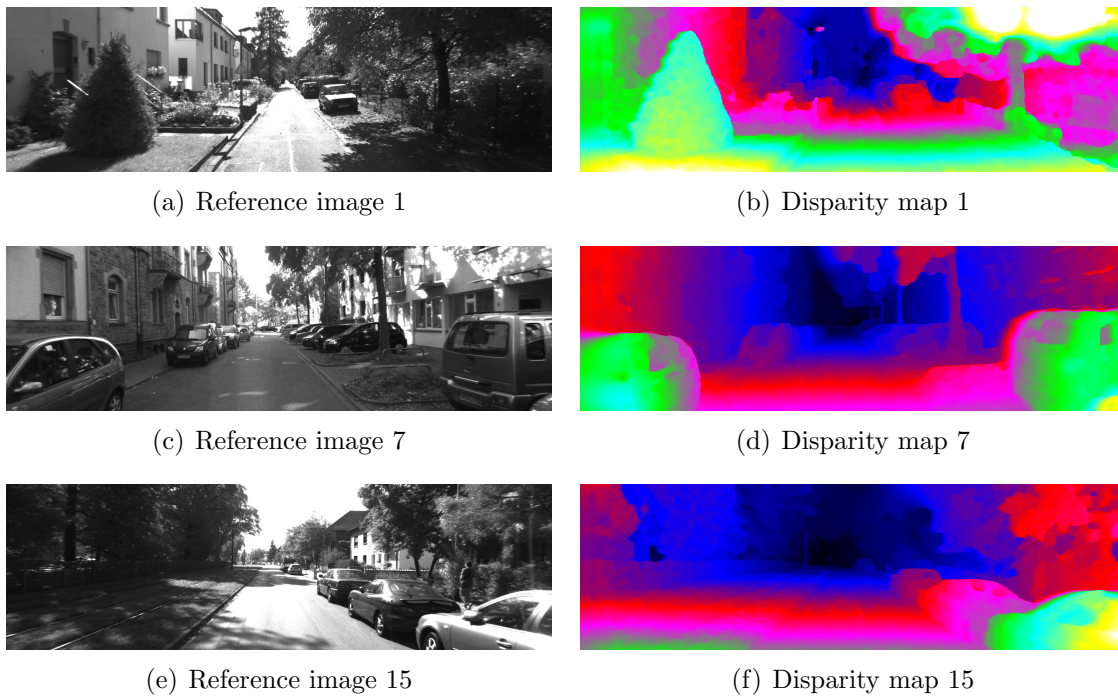 (a) Reference image 1
(b) Disparity map 1
(c) Reference image 7
(d) Disparity map 7
(e) Reference image 15
(f) Disparity map 15